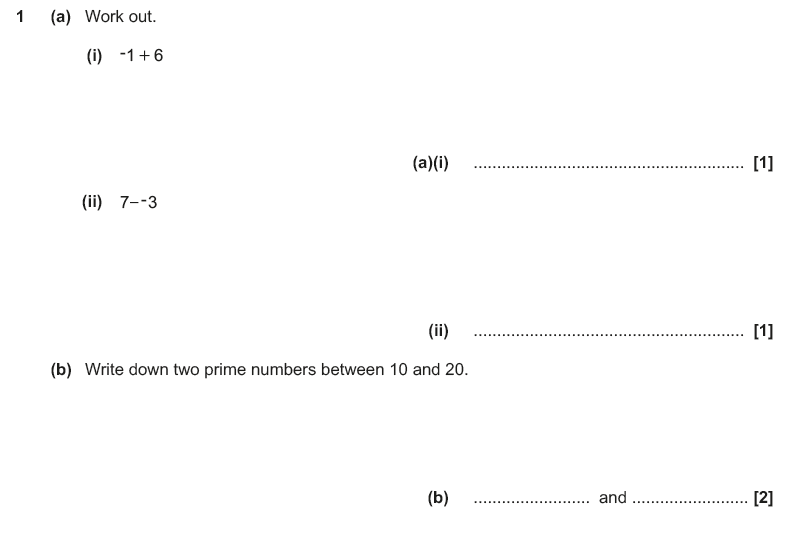 1 (a) Work out.
(i) -1 + 6
(a)(i) .......................................................... [1]
(ii) 7 – -3
(ii) .......................................................... [1]
(b) Write down two prime numbers between 10 and 20.
(b) ......................... and ......................... [2]